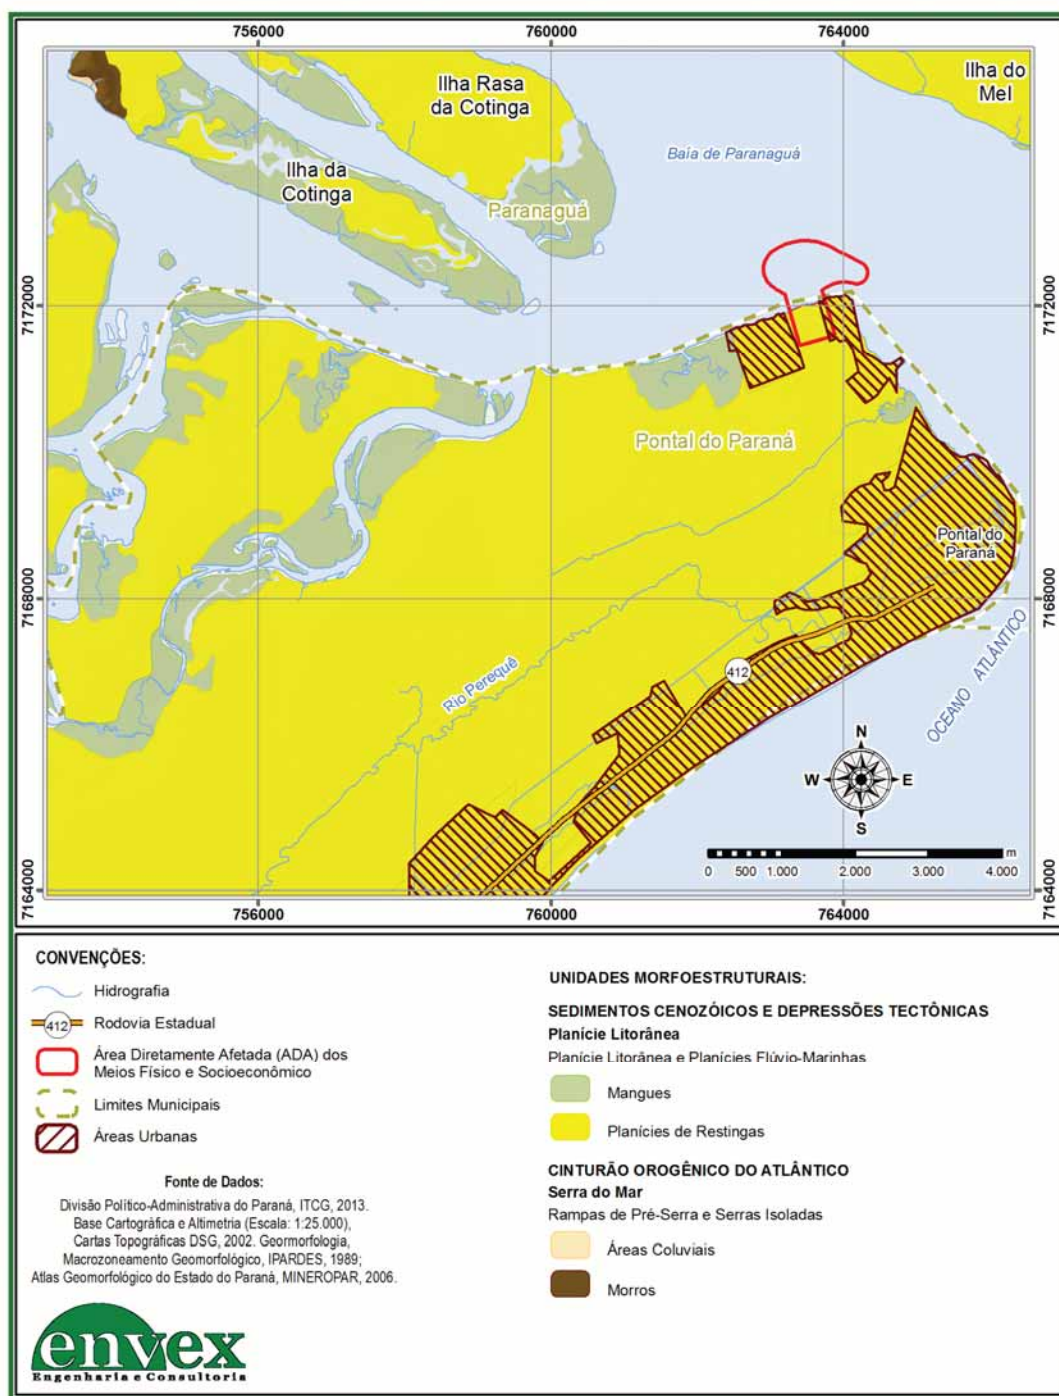 756000
760000
764000
Ilha Rasa
da Cotinga
Ilha do
Mel
Baía de Paranaguá
Ilha da
Cotinga
Paranaguá
7172000
7172000
Pontal do Paraná
Pontal do
Paraná
7168000
7168000
Rio Perequê
412
OCEANO ATLÂNTICO
N
W
E
S
m
0 500 1.000 2.000 3.000 4.000
7164000
7164000
756000
760000
764000
CONVENÇÕES:
Hidrografia
412
Rodovia Estadual
Área Diretamente Afetada (ADA) dos
Meios Físico e Socioeconômico
Limites Municipais
Áreas Urbanas
Fonte de Dados:
Divisão Político-Administrativa do Paraná, ITCG, 2013.
Base Cartográfica e Altimetria (Escala: 1:25.000),
Cartas Topográficas DSG, 2002. Geormorfologia,
Macrozoneamento Geomorfológico, IPARDES, 1989;
Atlas Geomorfológico do Estado do Paraná, MINEROPAR, 2006.
envex
Engenharia e Consultoria
UNIDADES MORFOESTRUTURAIS:
SEDIMENTOS CENOZÓICOS E DEPRESSÕES TECTÔNICAS
Planície Litorânea
Planície Litorânea e Planícies Flúvio-Marinhas
Mangues
Planícies de Restingas
CINTURÃO OROGÊNICO DO ATLÂNTICO
Serra do Mar
Rampas de Pré-Serra e Serras Isoladas
Áreas Coluviais
Morros